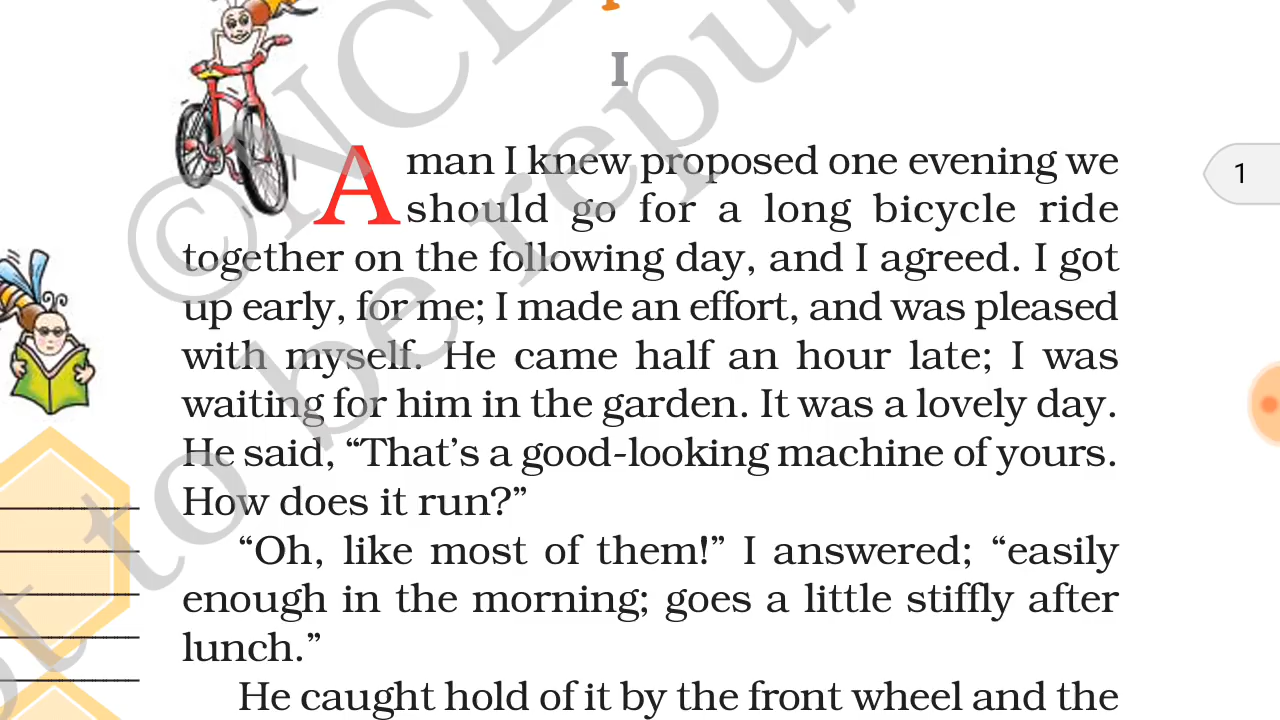 I
A man I knew proposed one evening we
should go for a long bicycle ride
together on the following day, and I agreed. I got
up early, for me; I made an effort, and was pleased
with myself. He came half an hour late; I was
waiting for him in the garden. It was a lovely day.
He said, “That’s a good-looking machine of yours.
How does it run?”
“Oh, like most of them!” I answered; “easily
enough in the morning; goes a little stiffly after
lunch.”
He caught hold of it by the front wheel and the
1
to be repu